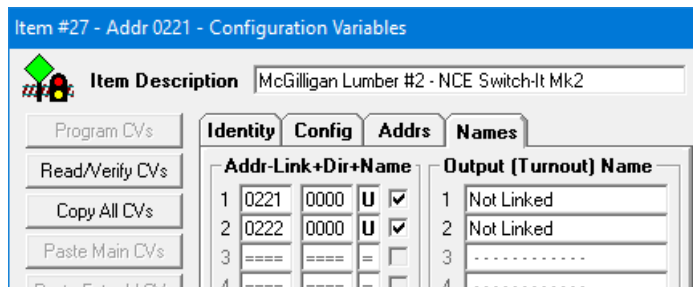 Item #27 - Addr 0221 - Configuration Variables
Item Description McGilligan Lumber #2 - NCE Switch-It Mk2
Program CVs
Identity Config Addrs Names
Read/Verify CVs
Addr-Link+Dir+Name Output (Turnout) Name
1 0221 0000 U 1 Not Linked
Copy All CVs
2 0222 0000 U 2 Not Linked
Paste Main CVs
3 ==== ==== = 3 - - - - - - - - - - - -